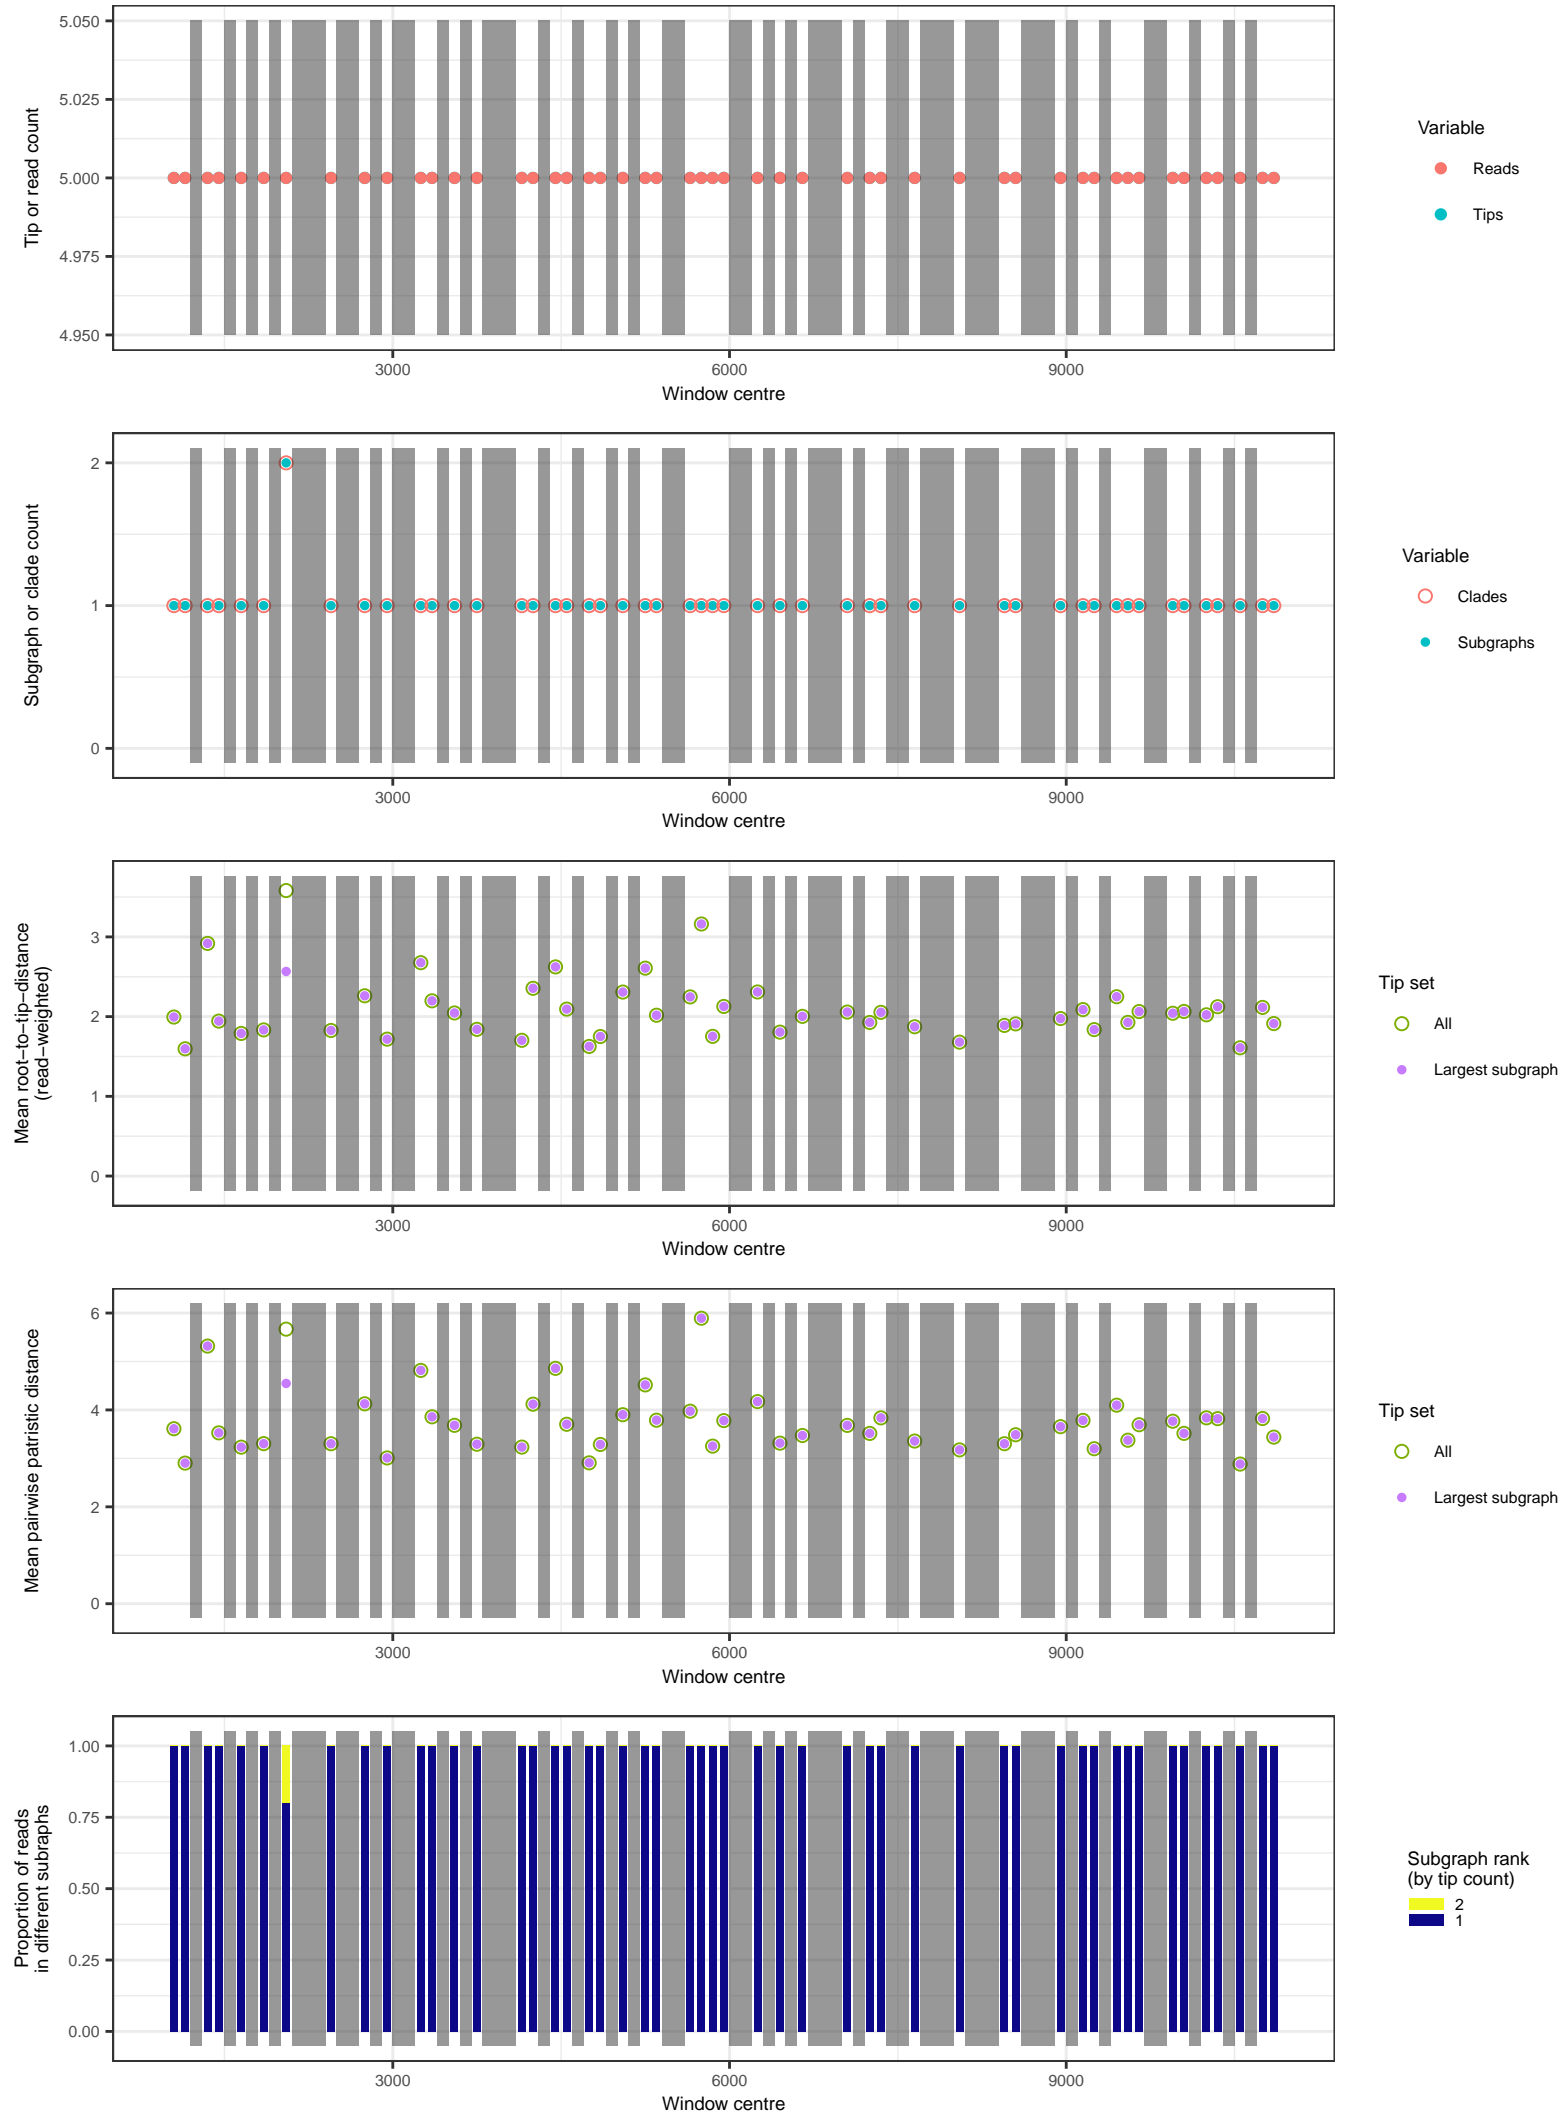 5.050
5.025
5.000
4.975
4.950
Tip or read count
3000
6000
9000
Window centre
Variable
Reads
Tips
2
1
0
Subgraph or clade count
3000
6000
9000
Window centre
Variable
Clades
Subgraphs
3
2
1
0
Mean root−to−tip−distance
(read−weighted)
3000
6000
9000
Window centre
Tip set
All
Largest subgraph
6
4
2
0
Mean pairwise patristic distance
3000
6000
9000
Window centre
Tip set
All
Largest subgraph
1.00
0.75
0.50
0.25
0.00
Proportion of reads
in different subraphs
3000
6000
9000
Window centre
Subgraph rank
(by tip count)
2
1